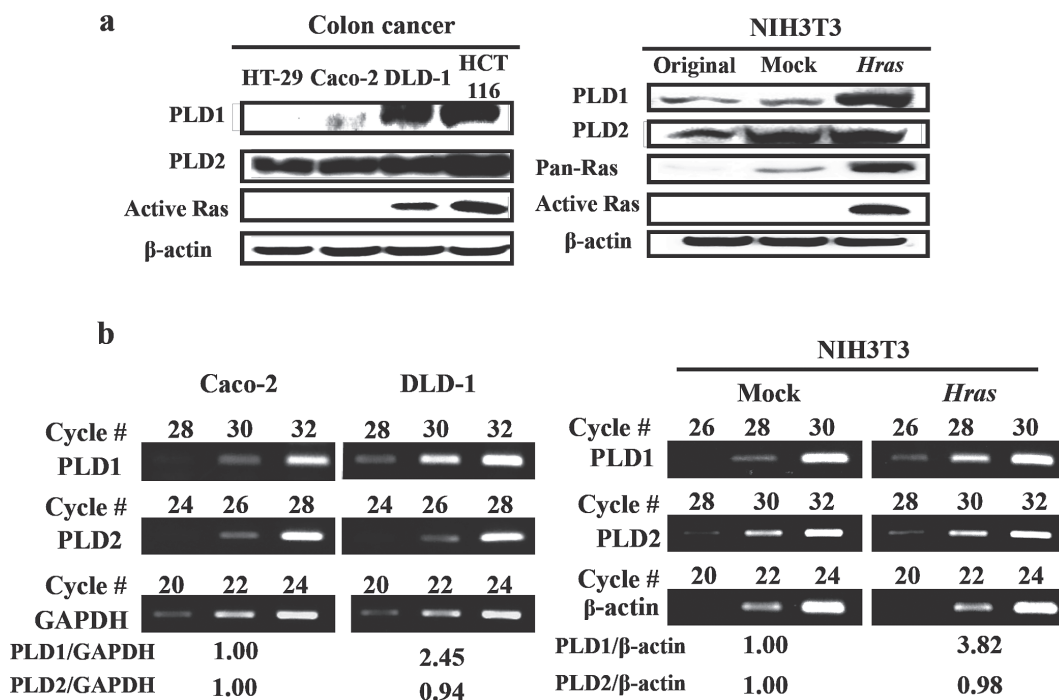 a
Colon cancer
HT-29 Caco-2 DLD-1 HCT 116
PLD1
PLD2
Active Ras
β-actin
NIH3T3
Original Mock Hras
PLD1
PLD2
Pan-Ras
Active Ras
β-actin
b
Caco-2 DLD-1
Cycle # 28 30 32 28 30 32
PLD1
Cycle # 24 26 28 24 26 28
PLD2
Cycle # 20 22 24 20 22 24
GAPDH
PLD1/GAPDH 1.00 2.45
PLD2/GAPDH 1.00 0.94
NIH3T3
Mock Hras
Cycle # 26 28 30 26 28 30
PLD1
Cycle # 28 30 32 28 30 32
PLD2
Cycle # 20 22 24 20 22 24
β-actin
PLD1/β-actin 1.00 3.82
PLD2/β-actin 1.00 0.98